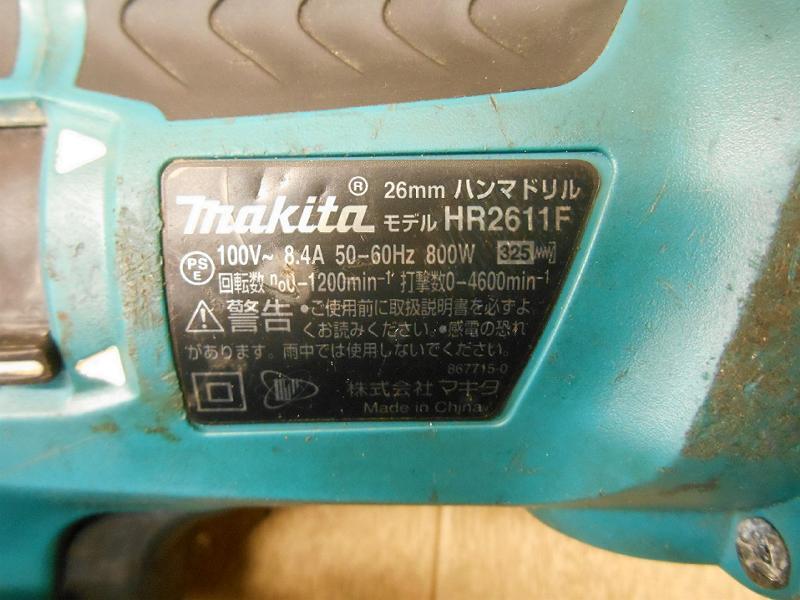 makita ® 26mm ハンマドリル
モデル HR2611F
PS E 100V~ 8.4A 50-60Hz 800W 325
回転数 n₀0-1200min⁻¹ 打撃数0-4600min⁻¹
警告 •ご使用前に取扱説明書を必ずよ
くお読みください。•感電の恐れ
があります。雨中では使用しないでください。
867715-0
株式会社 マキタ
Made in China